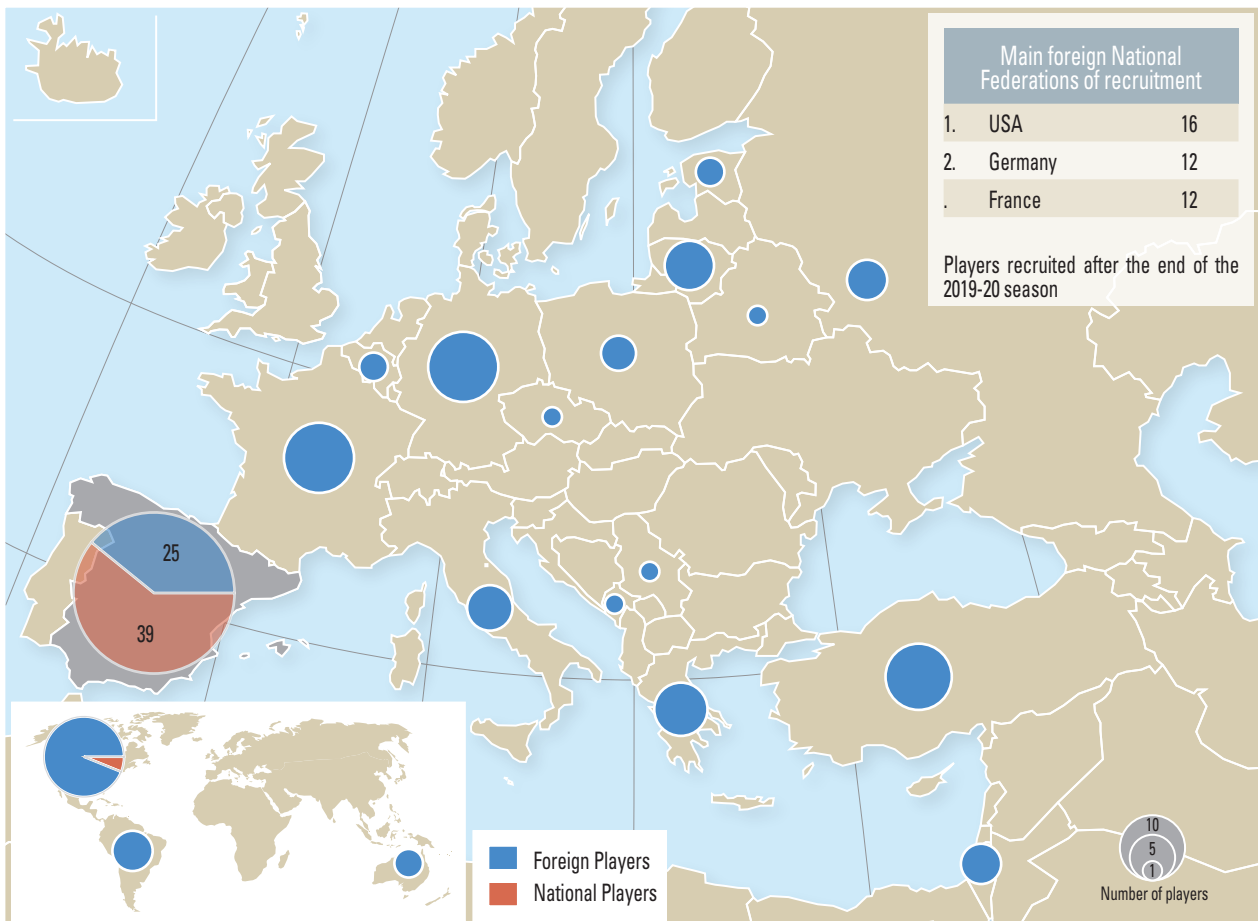 Main foreign National
Federations of recruitment
1. USA 16
2. Germany 12
. France 12
Players recruited after the end of the
2019-20 season
25
39
Foreign Players
National Players
10
5
1
Number of players